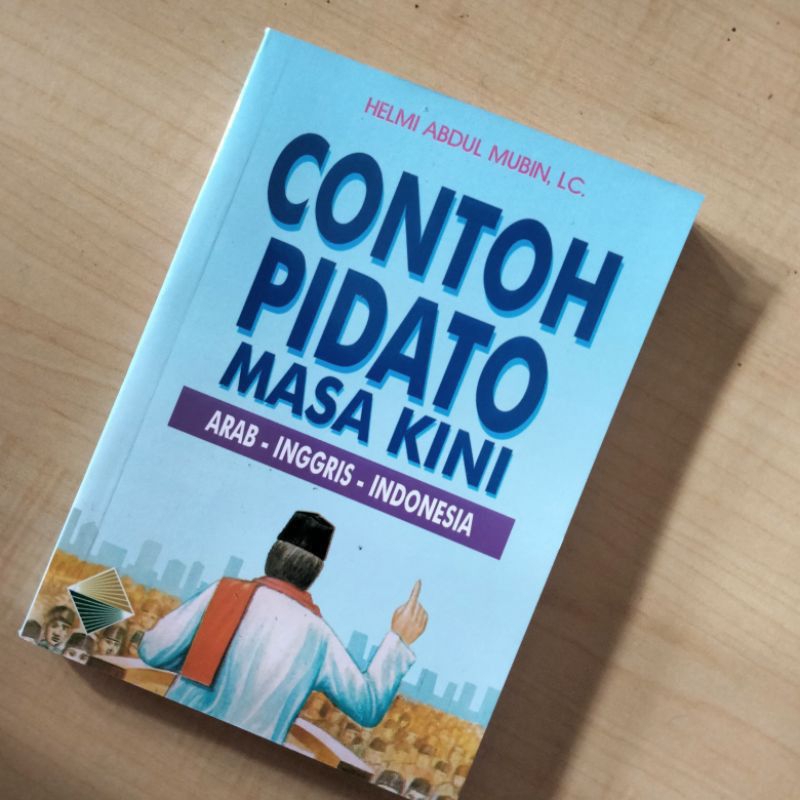 HELMI ABDUL MUBIN, LC.
CONTOH
PIDATO
MASA KINI
ARAB - INGGRIS - INDONESIA